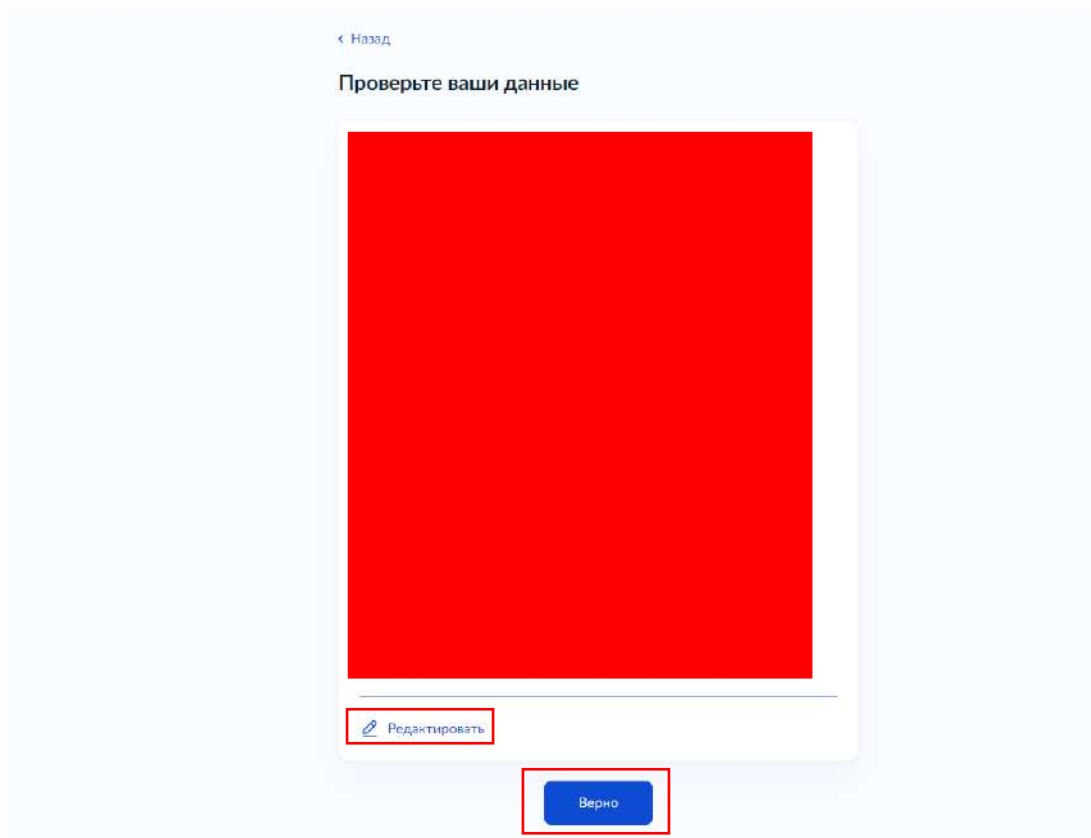 Назад
Проверьте ваши данные
Редактировать
Верно